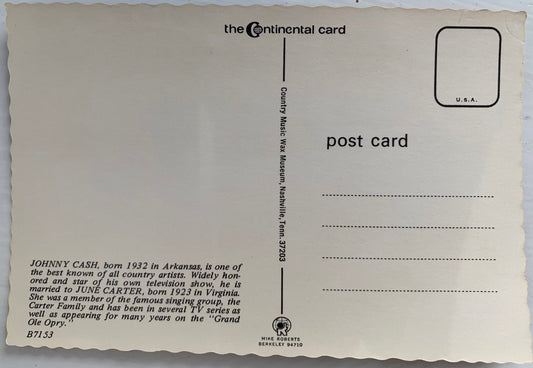 the Continental card
U.S.A.
post card
Country Music Wax Museum, Nashville, Tenn. 37203
JOHNNY CASH, born 1932 in Arkansas, is one of
the best known of all country artists. Widely hon-
ored and star of his own television show, he is
married to JUNE CARTER, born 1923 in Virginia.
She was a member of the famous singing group, the
Carter Family and has been in several TV series as
well as appearing for many years on the "Grand
Ole Opry."
B7153
MIKE ROBERTS
BERKELEY 94710